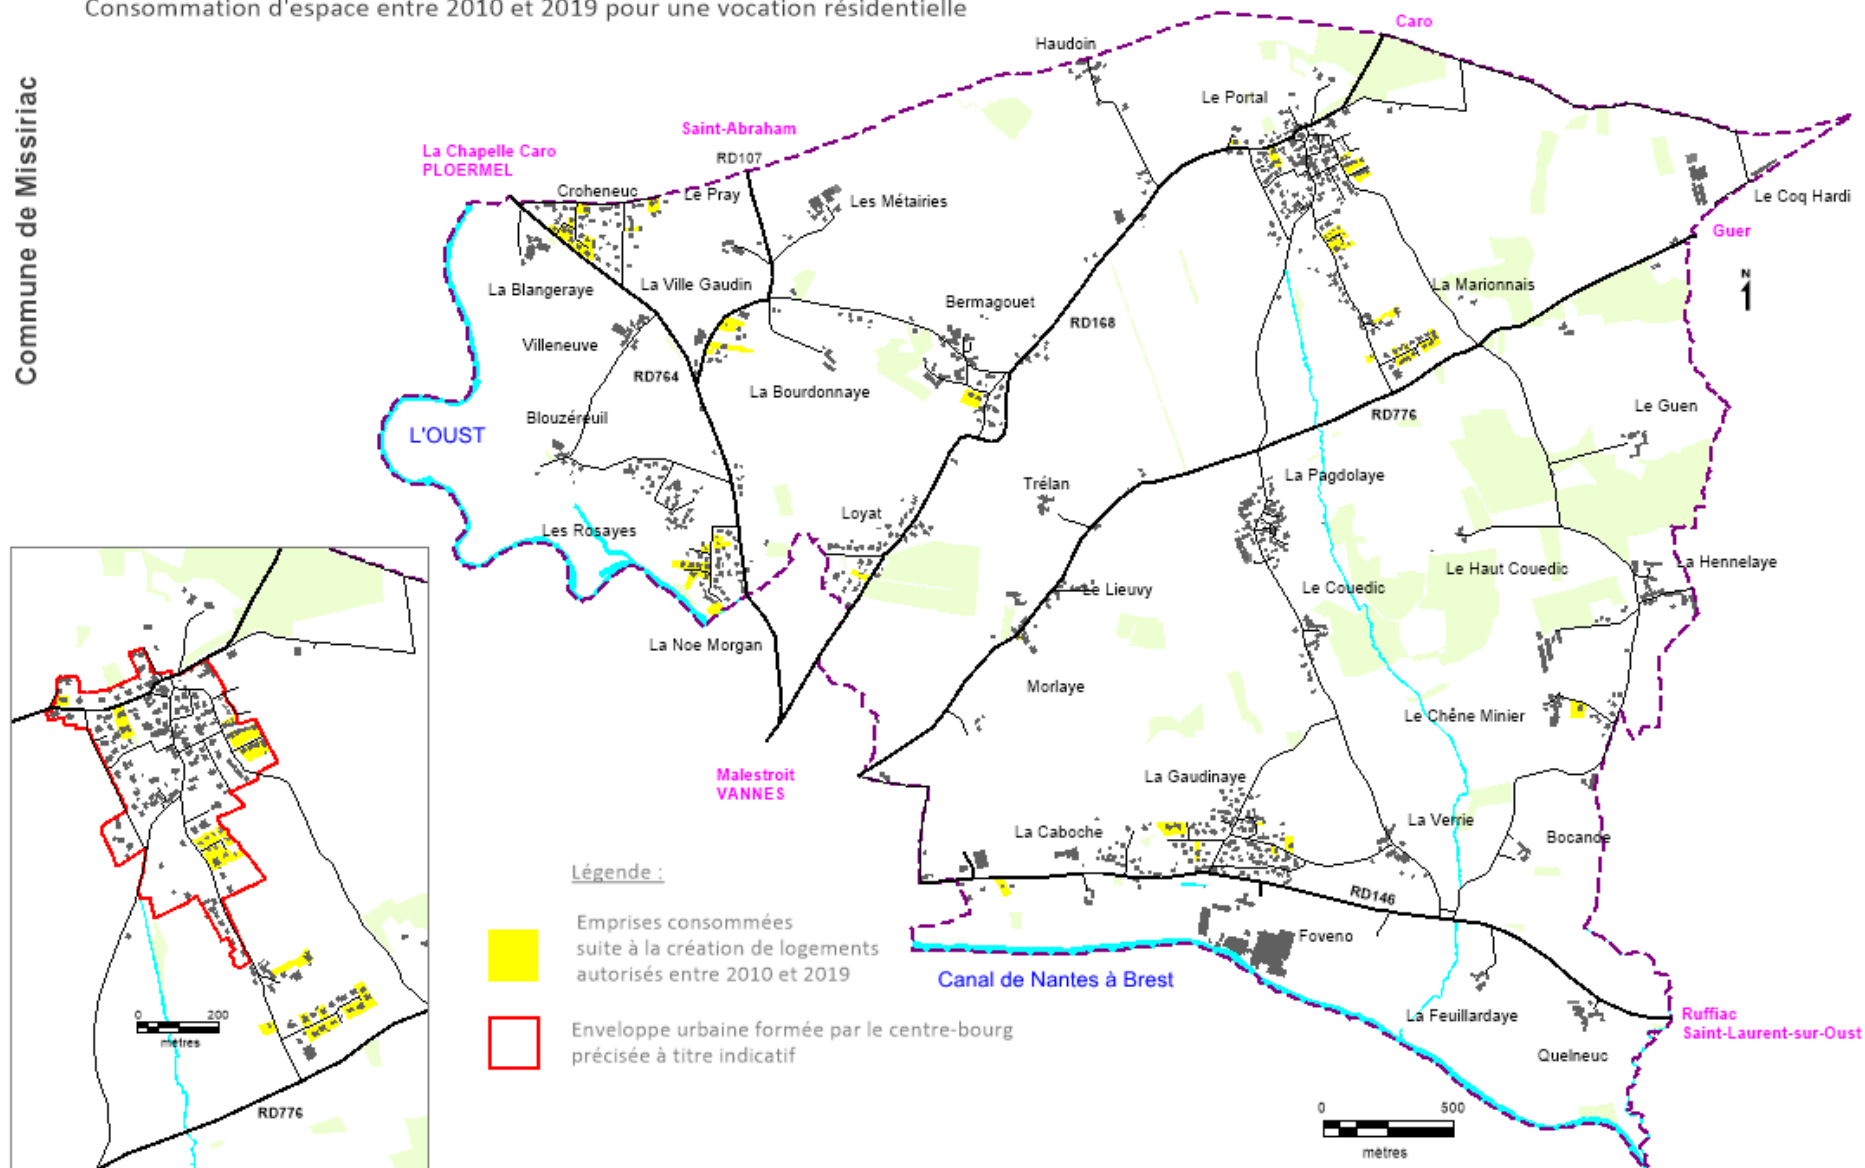 Consommation d'espace entre 2010 et 2019 pour une vocation résidentielle
Commune de Missiriac
Caro
Haudoin
Le Portal
Saint-Abraham
La Chapelle Caro
PLOERMEL
RD107
Croheneuc
Le Pray
Les Métairies
Le Coq Hardi
Guer
N
1
La Blangeraye
La Ville Gaudin
La Marionnais
Bermagouet
RD168
Villeneuve
RD764
La Bourdonnaye
Le Guen
RD776
Blouzéreuil
L'OUST
La Pagdolaye
Trélan
Loyat
Les Rosayes
La Hennelaye
Le Haut Couedic
Le Lieuvy
Le Couedic
La Noe Morgan
Morlaye
Le Chêne Minier
Malestroit
VANNES
La Gaudinaye
La Caboche
La Verrie
Bocande
RD146
Foveno
Canal de Nantes à Brest
La Feuillardaye
Ruffiac
Saint-Laurent-sur-Oust
Quelneuc
0 200
mètres
RD776
Légende :
Emprises consommées
suite à la création de logements
autorisés entre 2010 et 2019
Enveloppe urbaine formée par le centre-bourg
précisée à titre indicatif
0 500
mètres